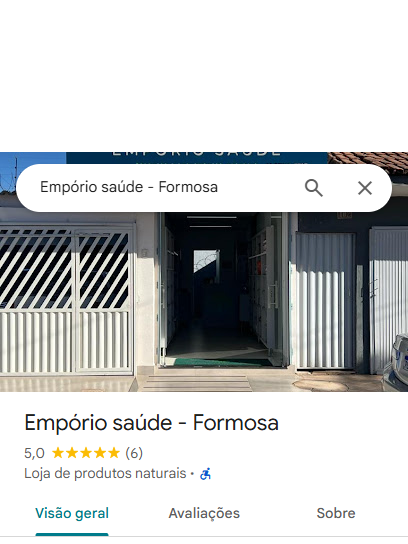 EMPÓRIO SAÚDE
Empório saúde - Formosa
Empório saúde - Formosa
5,0 (6)
Loja de produtos naturais •
Visão geral Avaliações Sobre